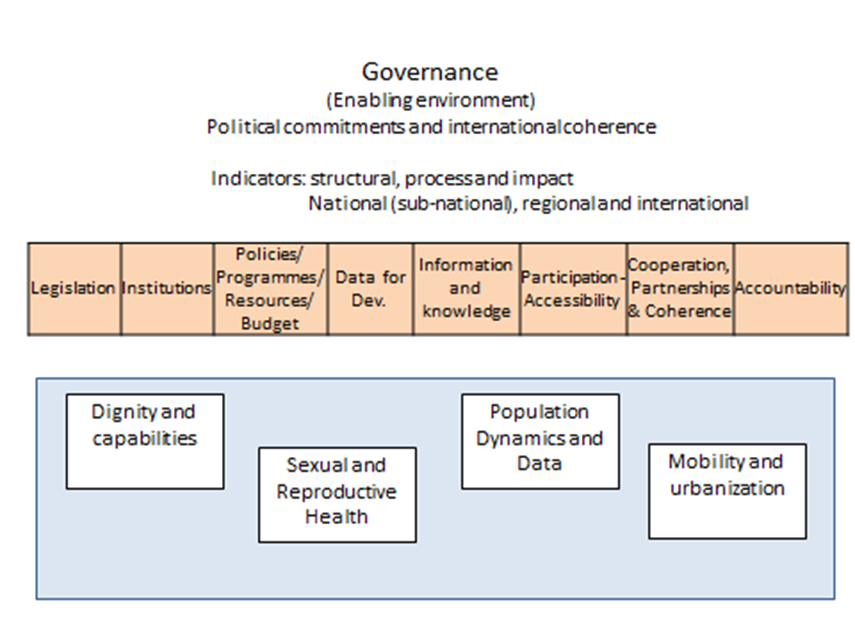 Governance
(Enabling environment)
Political commitments and international coherence
Indicators: structural, process and impact
National (sub-national), regional and international
Legislation
Institutions
Policies/
Programmes/
Resources/
Budget
Data for
Dev.
Information
and
knowledge
Participation-
Accessibility
Cooperation,
Partnerships
& Coherence
Accountability
Dignity and
capabilities
Sexual and
Reproductive
Health
Population
Dynamics and
Data
Mobility and
urbanization